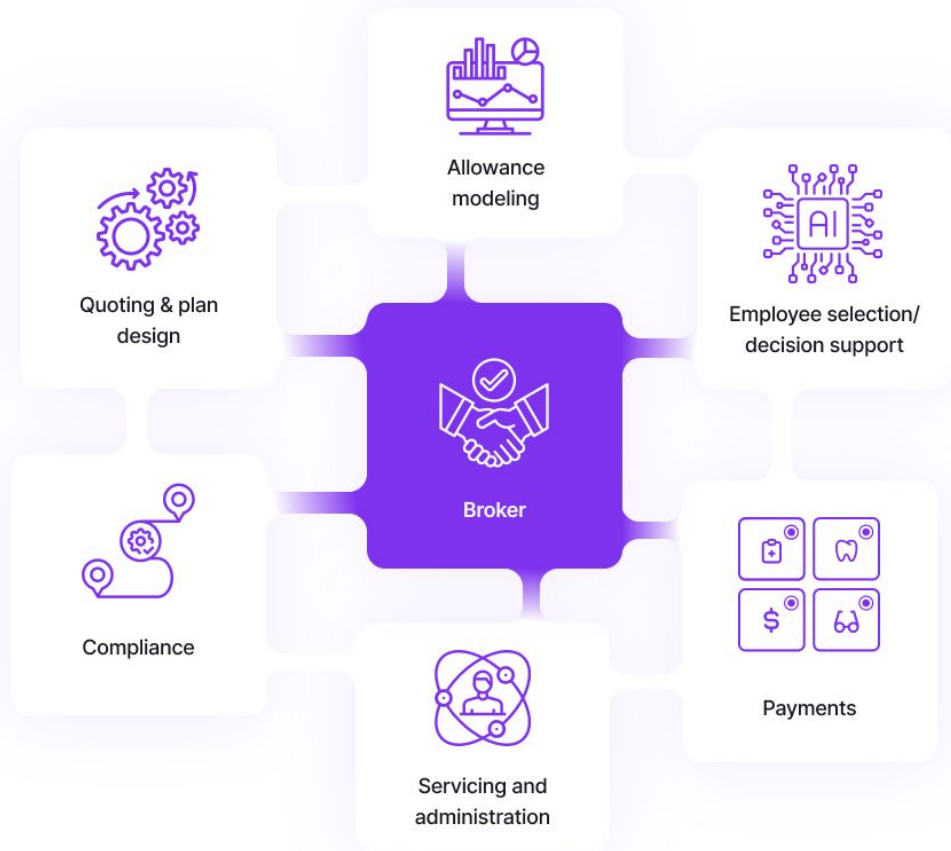 Allowance
modeling
Quoting & plan
design
AI
Employee selection/
decision support
Broker
Compliance
$
Payments
Servicing and
administration